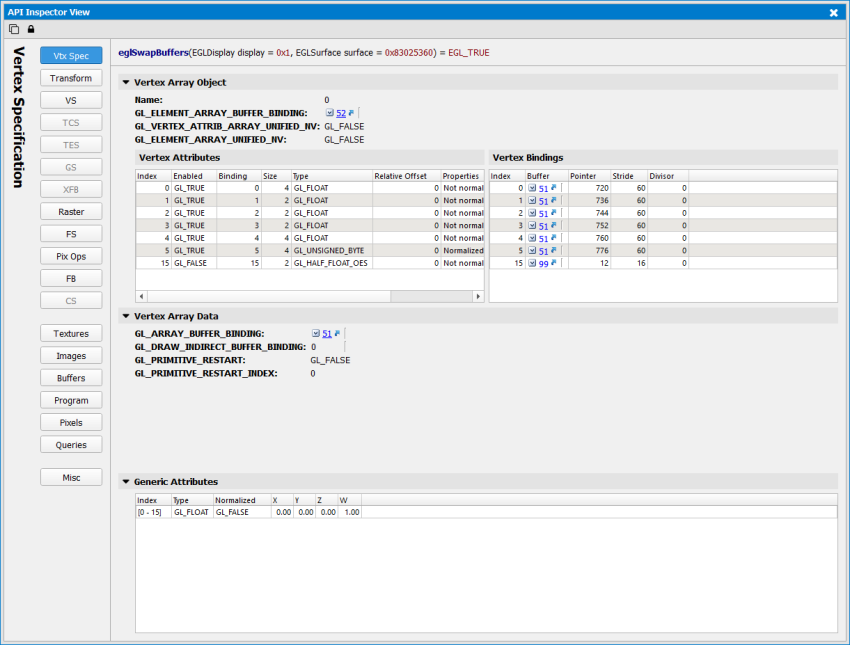 API Inspector View
Vertex Specification
Vtx Spec
Transform
VS
TCS
TES
GS
XFB
Raster
FS
Pix Ops
FB
CS
Textures
Images
Buffers
Program
Pixels
Queries
Misc
eglSwapBuffers(EGLDisplay display = 0x1, EGLSurface surface = 0x83025360) = EGL_TRUE
Vertex Array Object
Name: 0
GL_ELEMENT_ARRAY_BUFFER_BINDING: 52
GL_VERTEX_ATTRIB_ARRAY_UNIFIED_NV: GL_FALSE
GL_ELEMENT_ARRAY_UNIFIED_NV: GL_FALSE
Vertex Attributes
Index Enabled Binding Size Type Relative Offset Properties
0 GL_TRUE 0 4 GL_FLOAT 0 Not normal
1 GL_TRUE 1 2 GL_FLOAT 0 Not normal
2 GL_TRUE 2 2 GL_FLOAT 0 Not normal
3 GL_TRUE 3 2 GL_FLOAT 0 Not normal
4 GL_TRUE 4 4 GL_FLOAT 0 Not normal
5 GL_TRUE 5 4 GL_UNSIGNED_BYTE 0 Normalized
15 GL_FALSE 15 2 GL_HALF_FLOAT_OES 0 Not normal
Vertex Bindings
Index Buffer Pointer Stride Divisor
0 51 720 60 0
1 51 736 60 0
2 51 744 60 0
3 51 752 60 0
4 51 760 60 0
5 51 776 60 0
15 99 12 16 0
Vertex Array Data
GL_ARRAY_BUFFER_BINDING: 51
GL_DRAW_INDIRECT_BUFFER_BINDING: 0
GL_PRIMITIVE_RESTART: GL_FALSE
GL_PRIMITIVE_RESTART_INDEX: 0
Generic Attributes
Index Type Normalized X Y Z W
[0 - 15] GL_FLOAT GL_FALSE 0.00 0.00 0.00 1.00